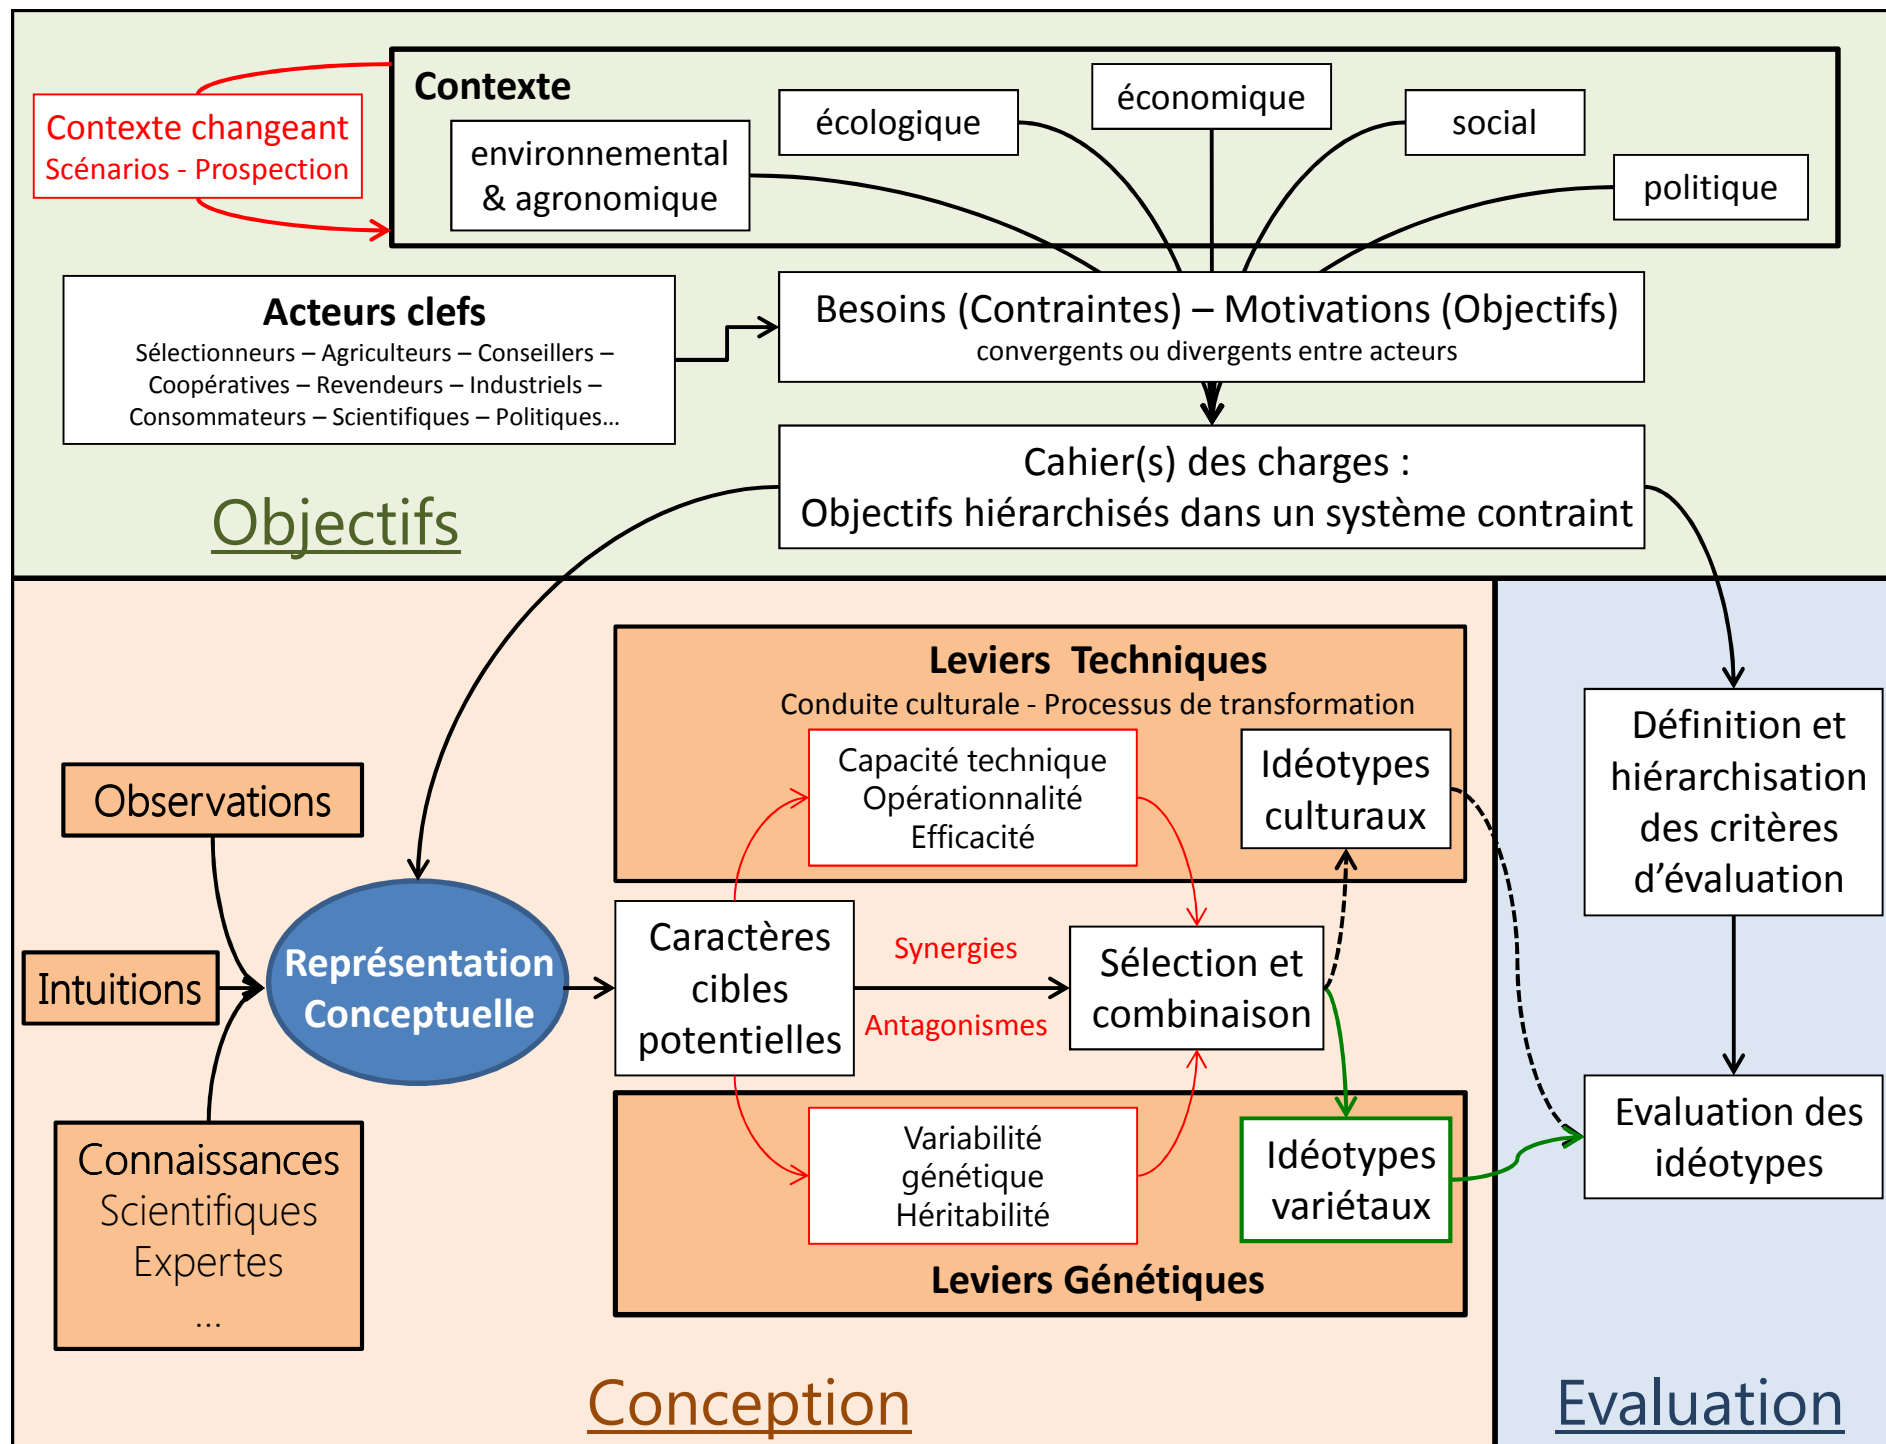 Contexte changeant
Scénarios - Prospection
Contexte
environnemental
& agronomique
écologique
économique
social
politique
Acteurs clefs
Sélectionneurs – Agriculteurs – Conseillers –
Coopératives – Revendeurs – Industriels –
Consommateurs – Scientifiques – Politiques...
Besoins (Contraintes) – Motivations (Objectifs)
convergents ou divergents entre acteurs
Cahier(s) des charges :
Objectifs hiérarchisés dans un système contraint
Objectifs
Observations
Intuitions
Connaissances
Scientifiques
Expertes
...
Représentation
Conceptuelle
Leviers Techniques
Conduite culturale - Processus de transformation
Capacité technique
Opérationnalité
Efficacité
Idéotypes
culturaux
Caractères
cibles
potentielles
Synergies
Antagonismes
Sélection et
combinaison
Variabilité
génétique
Héritabilité
Idéotypes
variétaux
Leviers Génétiques
Conception
Définition et
hiérarchisation
des critères
d’évaluation
Evaluation des
idéotypes
Evaluation